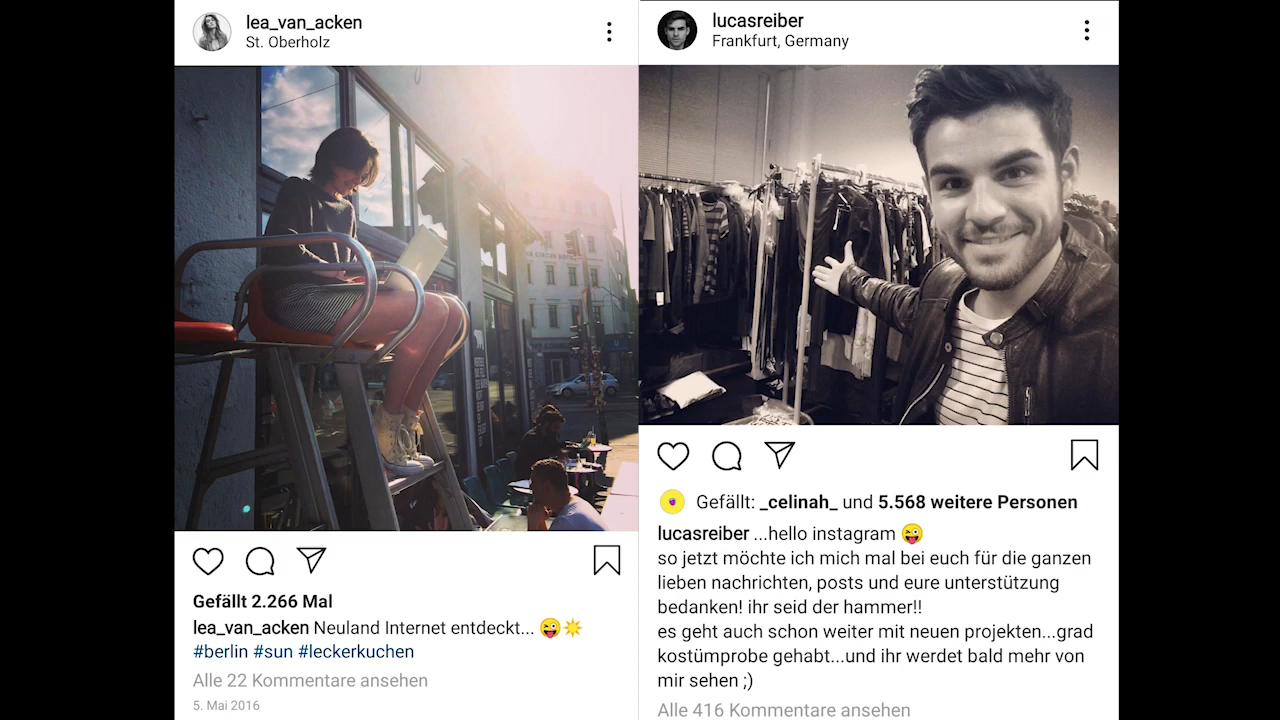 lea_van_acken
St. Oberholz
Gefällt 2.266 Mal
lea_van_acken Neuland Internet entdeckt... 😜☀️
#berlin #sun #leckerkuchen
Alle 22 Kommentare ansehen
5. Mai 2016
lucasreiber
Frankfurt, Germany
Gefällt: _celinah_ und 5.568 weitere Personen
lucasreiber ...hello instagram 😜
so jetzt möchte ich mich mal bei euch für die ganzen
lieben nachrichten, posts und eure unterstützung
bedanken! ihr seid der hammer!!
es geht auch schon weiter mit neuen projekten...grad
kostümprobe gehabt...und ihr werdet bald mehr von
mir sehen ;)
Alle 416 Kommentare ansehen